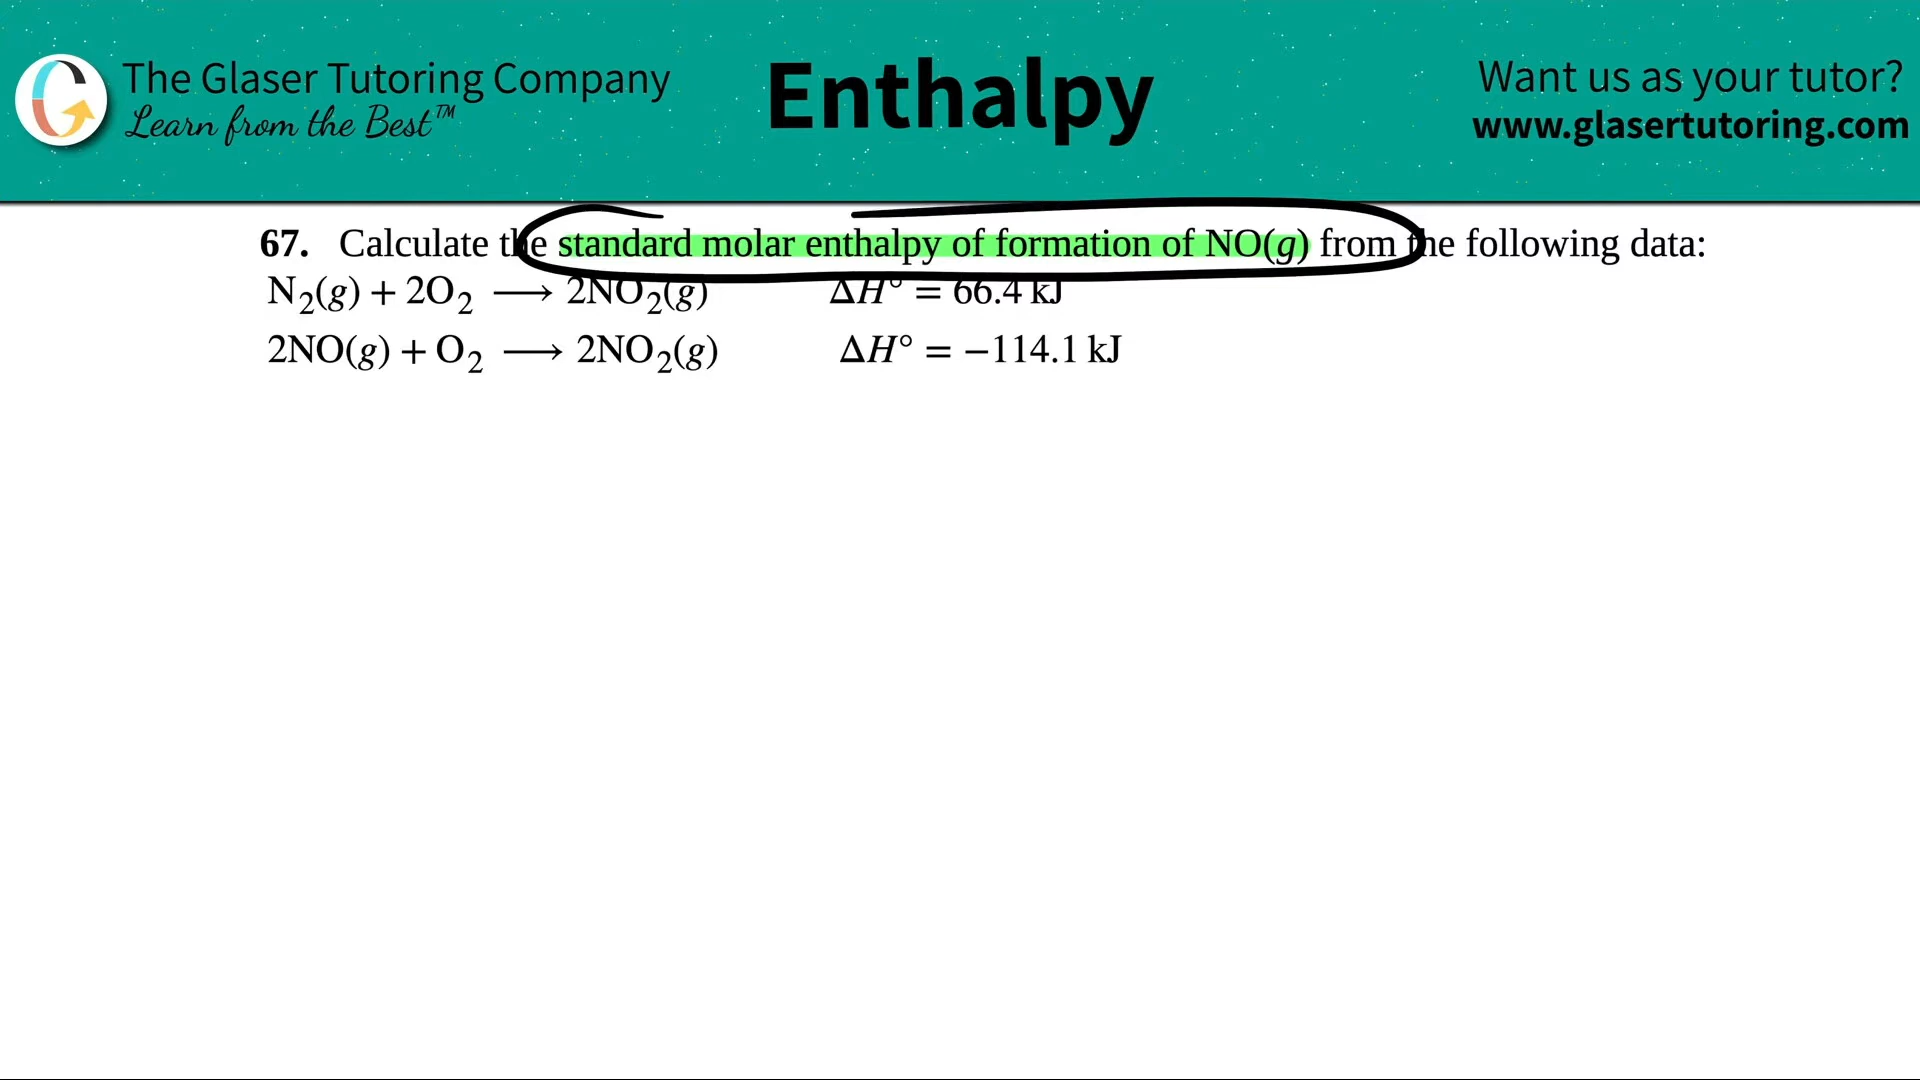 The Glaser Tutoring Company
Learn from the Best™
Enthalpy
Want us as your tutor?
www.glasertutoring.com
67. Calculate the standard molar enthalpy of formation of NO(g) from the following data:
N₂(g) + 2O₂ ⟶ 2NO₂(g) ΔH° = 66.4 kJ
2NO(g) + O₂ ⟶ 2NO₂(g) ΔH° = −114.1 kJ